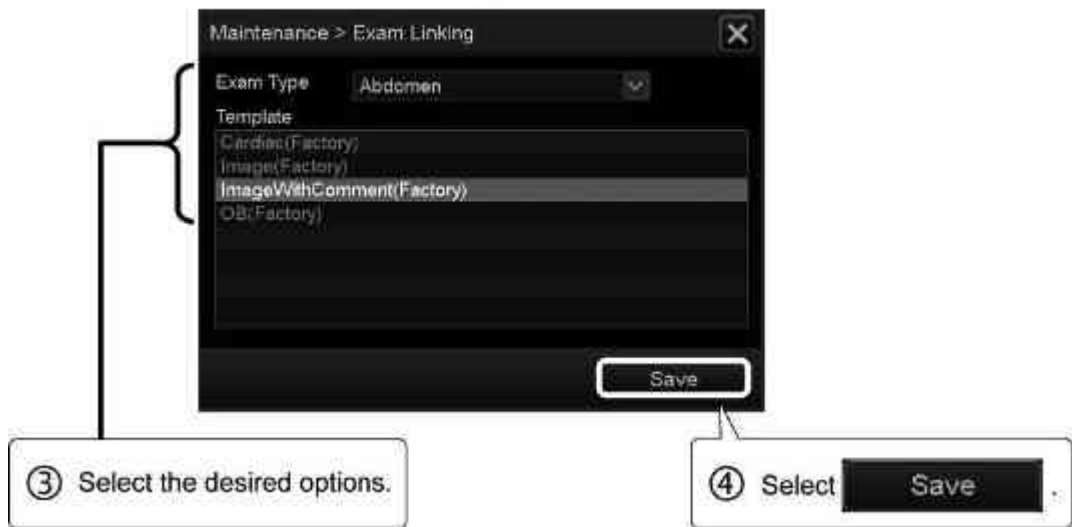 Maintenance > Exam Linking
Exam Type Abdomen
Template
Cardiac(Factory)
Image(Factory)
ImageWithComment(Factory)
OB(Factory)
Save
③ Select the desired options.
④ Select Save .